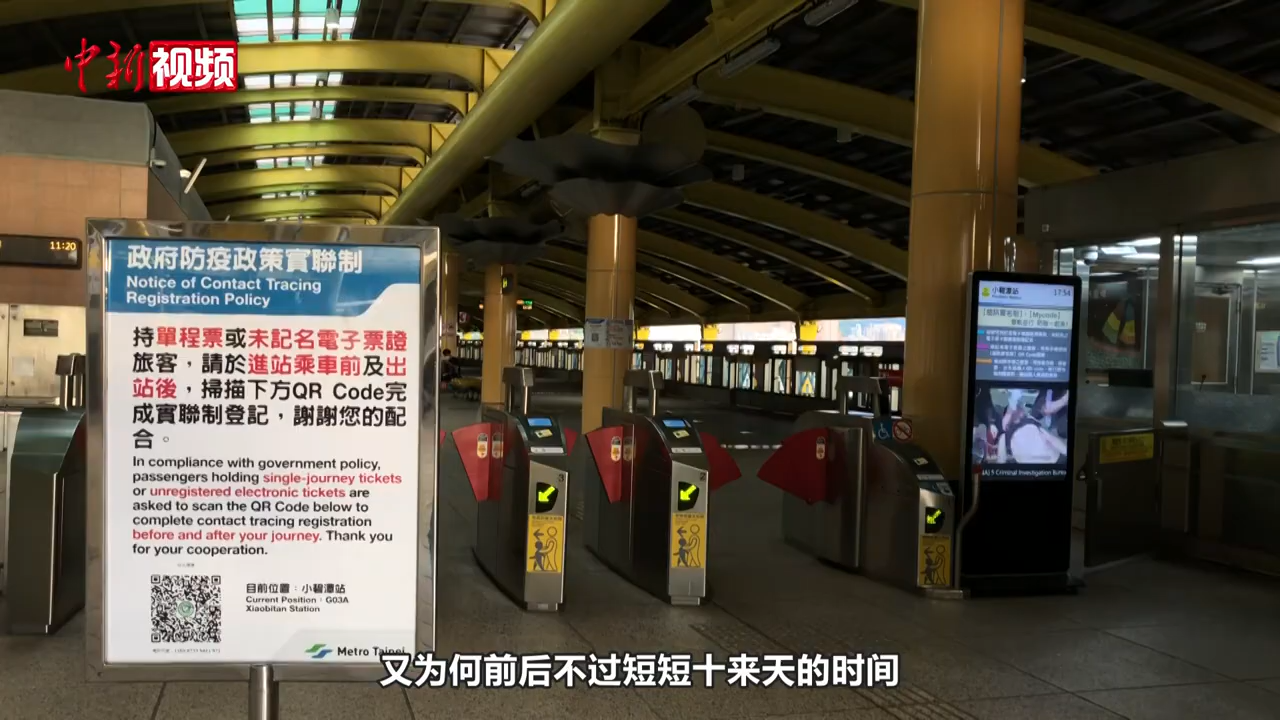 中新视频
11:20
政府防疫政策實聯制
Notice of Contact Tracing
Registration Policy
持單程票或未記名電子票證
旅客，請於進站乘車前及出
站後，掃描下方QR Code完
成實聯制登記，謝謝您的配
合。
In compliance with government policy,
passengers holding single-journey tickets
or unregistered electronic tickets are
asked to scan the QR Code below to
complete contact tracing registration
before and after your journey. Thank you
for your cooperation.
目前位置：小碧潭站
Current Position：G03A
Xiaobitan Station
Metro Taipei
3
2
小碧潭站
17:54
5 Criminal Investigation
又为何前后不过短短十来天的时间